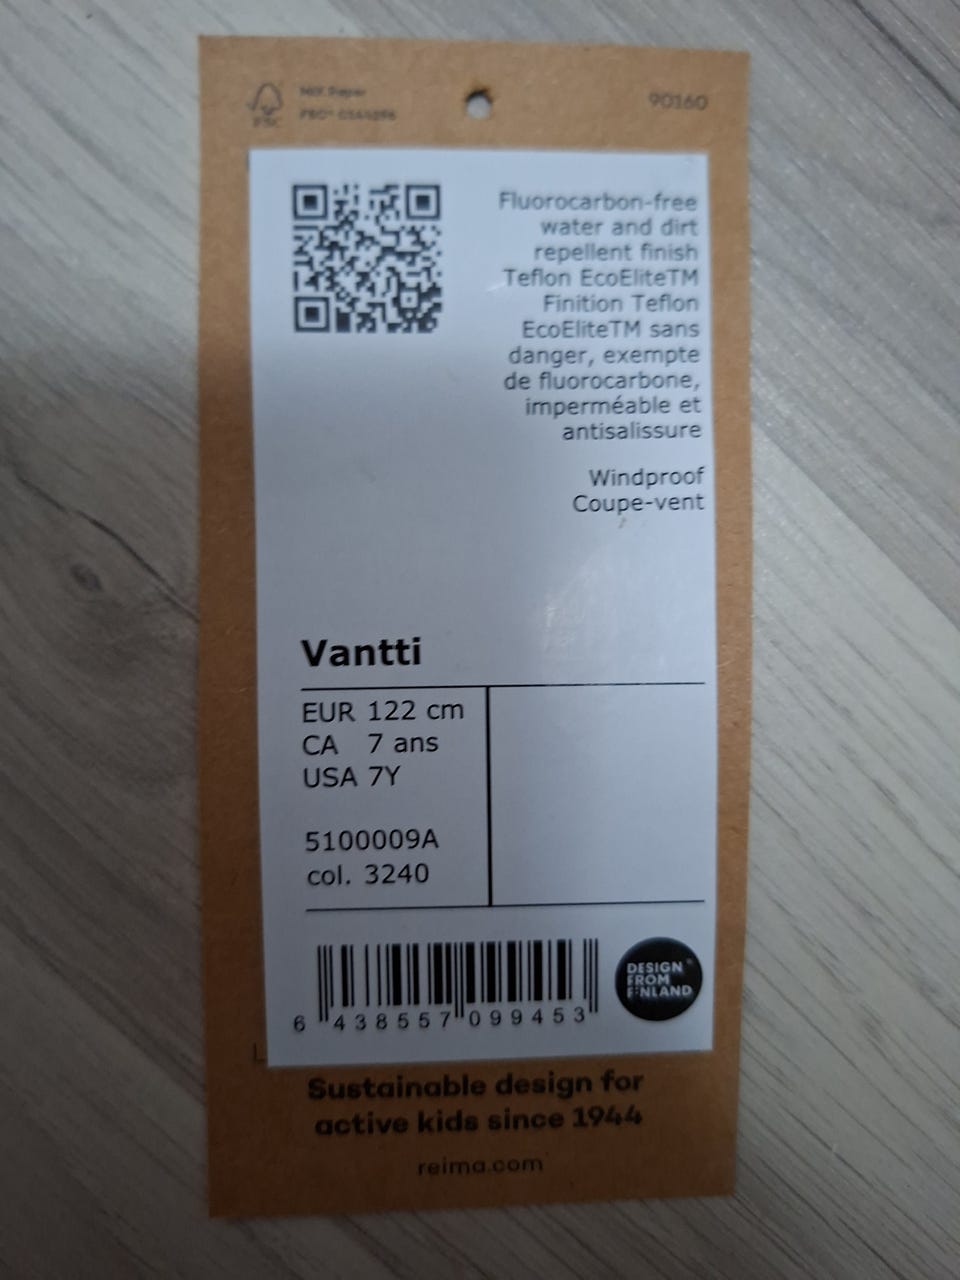 FSC
MIX Paper
90160
Fluorocarbon-free
water and dirt
repellent finish
Teflon EcoEliteTM
Finition Teflon
EcoEliteTM sans
danger, exempte
de fluorocarbone,
imperméable et
antisalissure
Windproof
Coupe-vent
Vantti
EUR 122 cm
CA 7 ans
USA 7Y
5100009A
col. 3240
6 438557 099453
DESIGN
FROM
FINLAND
Sustainable design for
active kids since 1944
reima.com